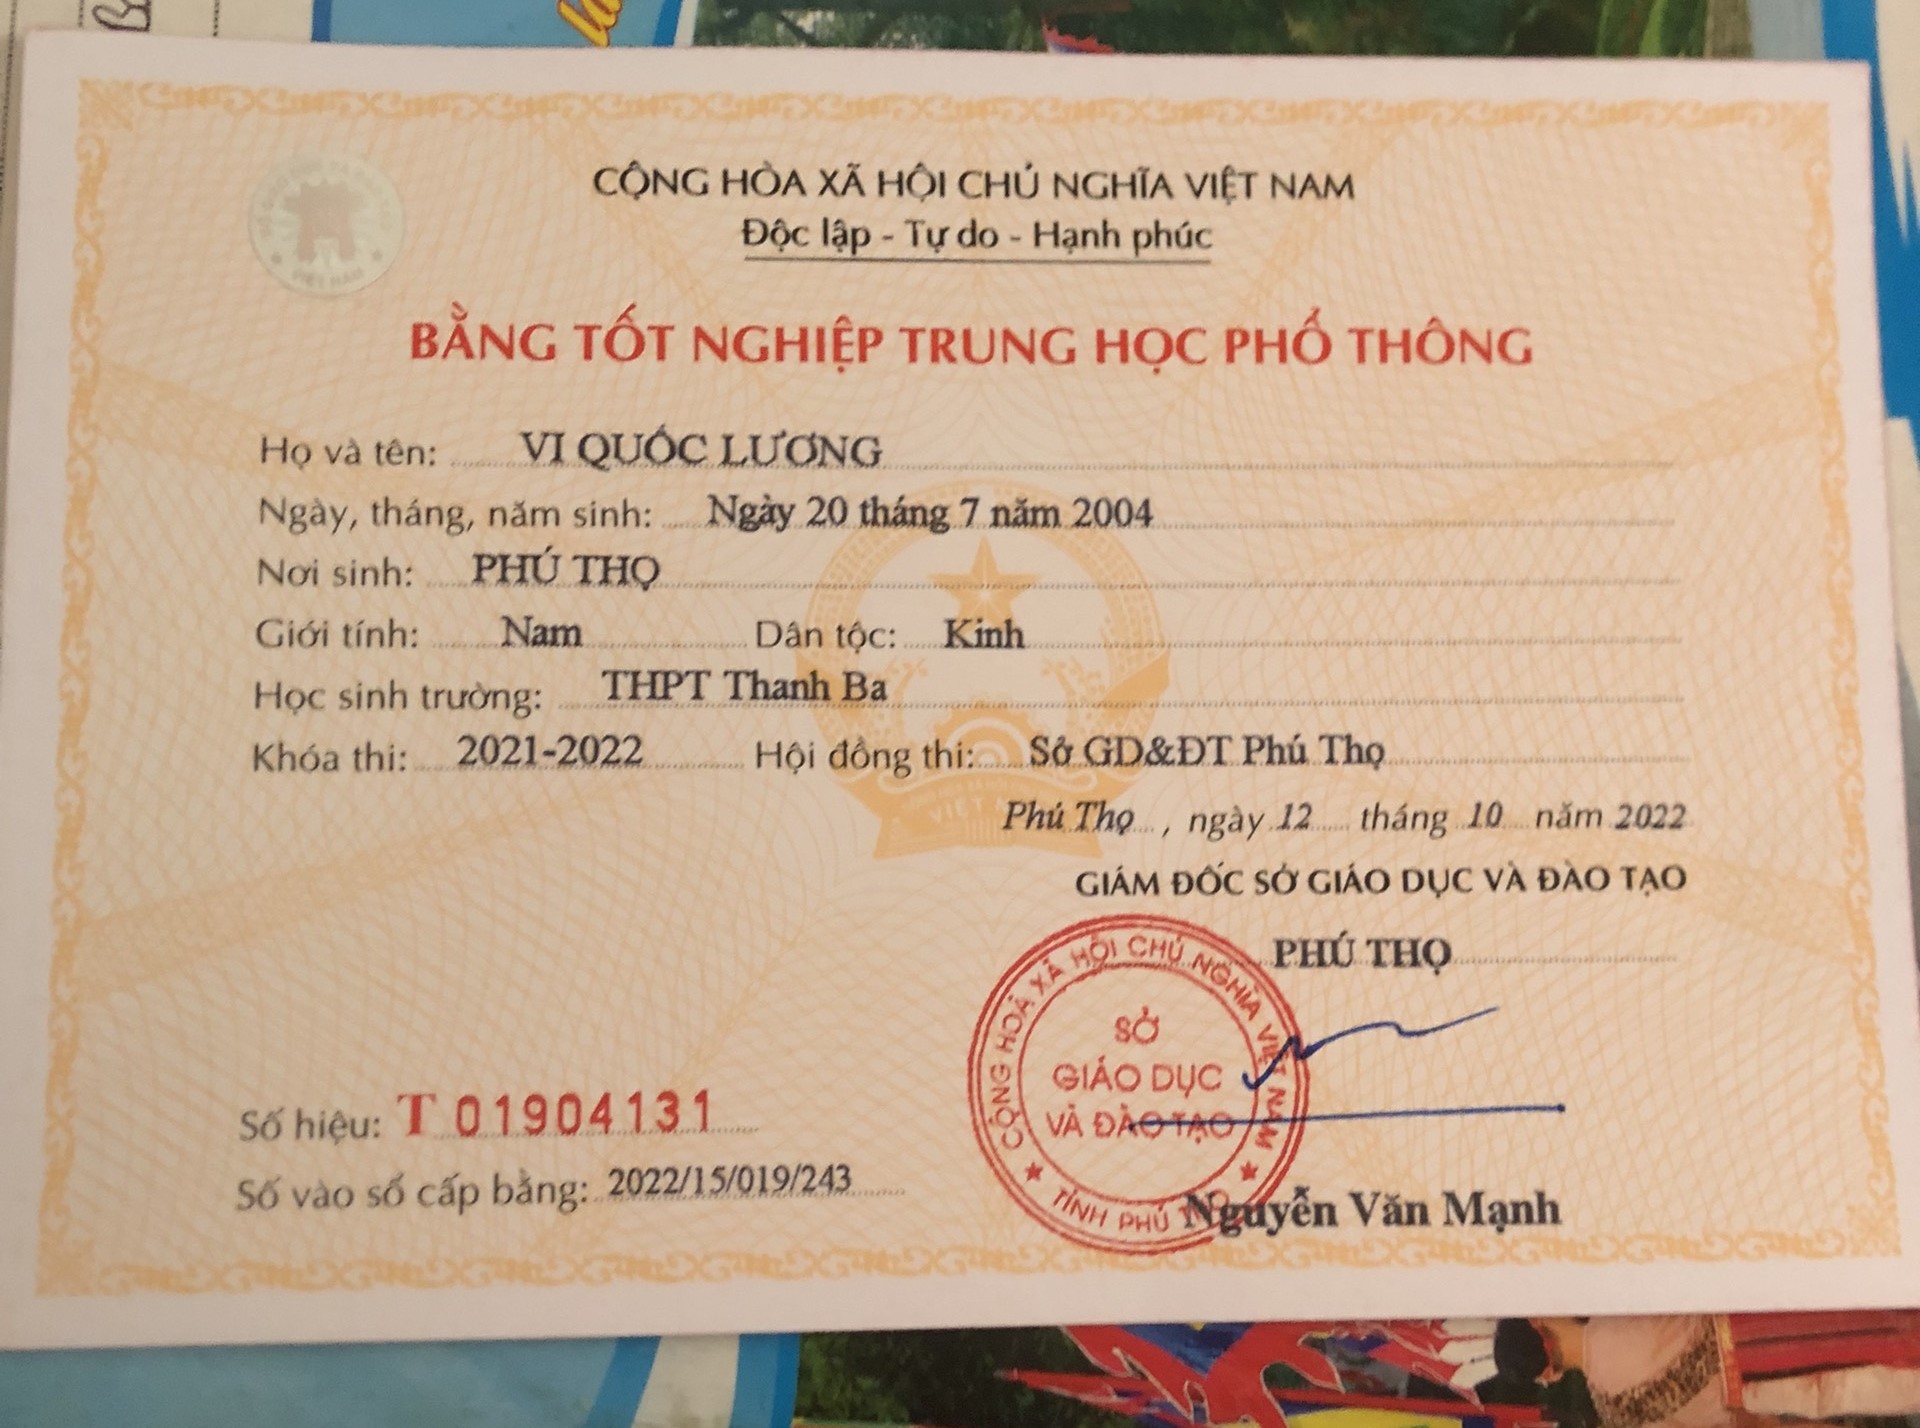 CỘNG HÒA XÃ HỘI CHỦ NGHĨA VIỆT NAM
Độc lập - Tự do - Hạnh phúc
BẰNG TỐT NGHIỆP TRUNG HỌC PHỔ THÔNG
Họ và tên: VI QUỐC LƯƠNG
Ngày, tháng, năm sinh: Ngày 20 tháng 7 năm 2004
Nơi sinh: PHÚ THỌ
Giới tính: Nam Dân tộc: Kinh
Học sinh trường: THPT Thanh Ba
Khóa thi: 2021-2022 Hội đồng thi: Sở GD&ĐT Phú Thọ
Phú Thọ, ngày 12 tháng 10 năm 2022
GIÁM ĐỐC SỞ GIÁO DỤC VÀ ĐÀO TẠO
PHÚ THỌ
CỘNG HOÀ XÃ HỘI CHỦ NGHĨA VIỆT NAM
SỞ
GIÁO DỤC
VÀ ĐÀO TẠO
TỈNH PHÚ THỌ
Nguyễn Văn Mạnh
Số hiệu: T 01904131
Số vào sổ cấp bằng: 2022/15/019/243
VIỆT NAM